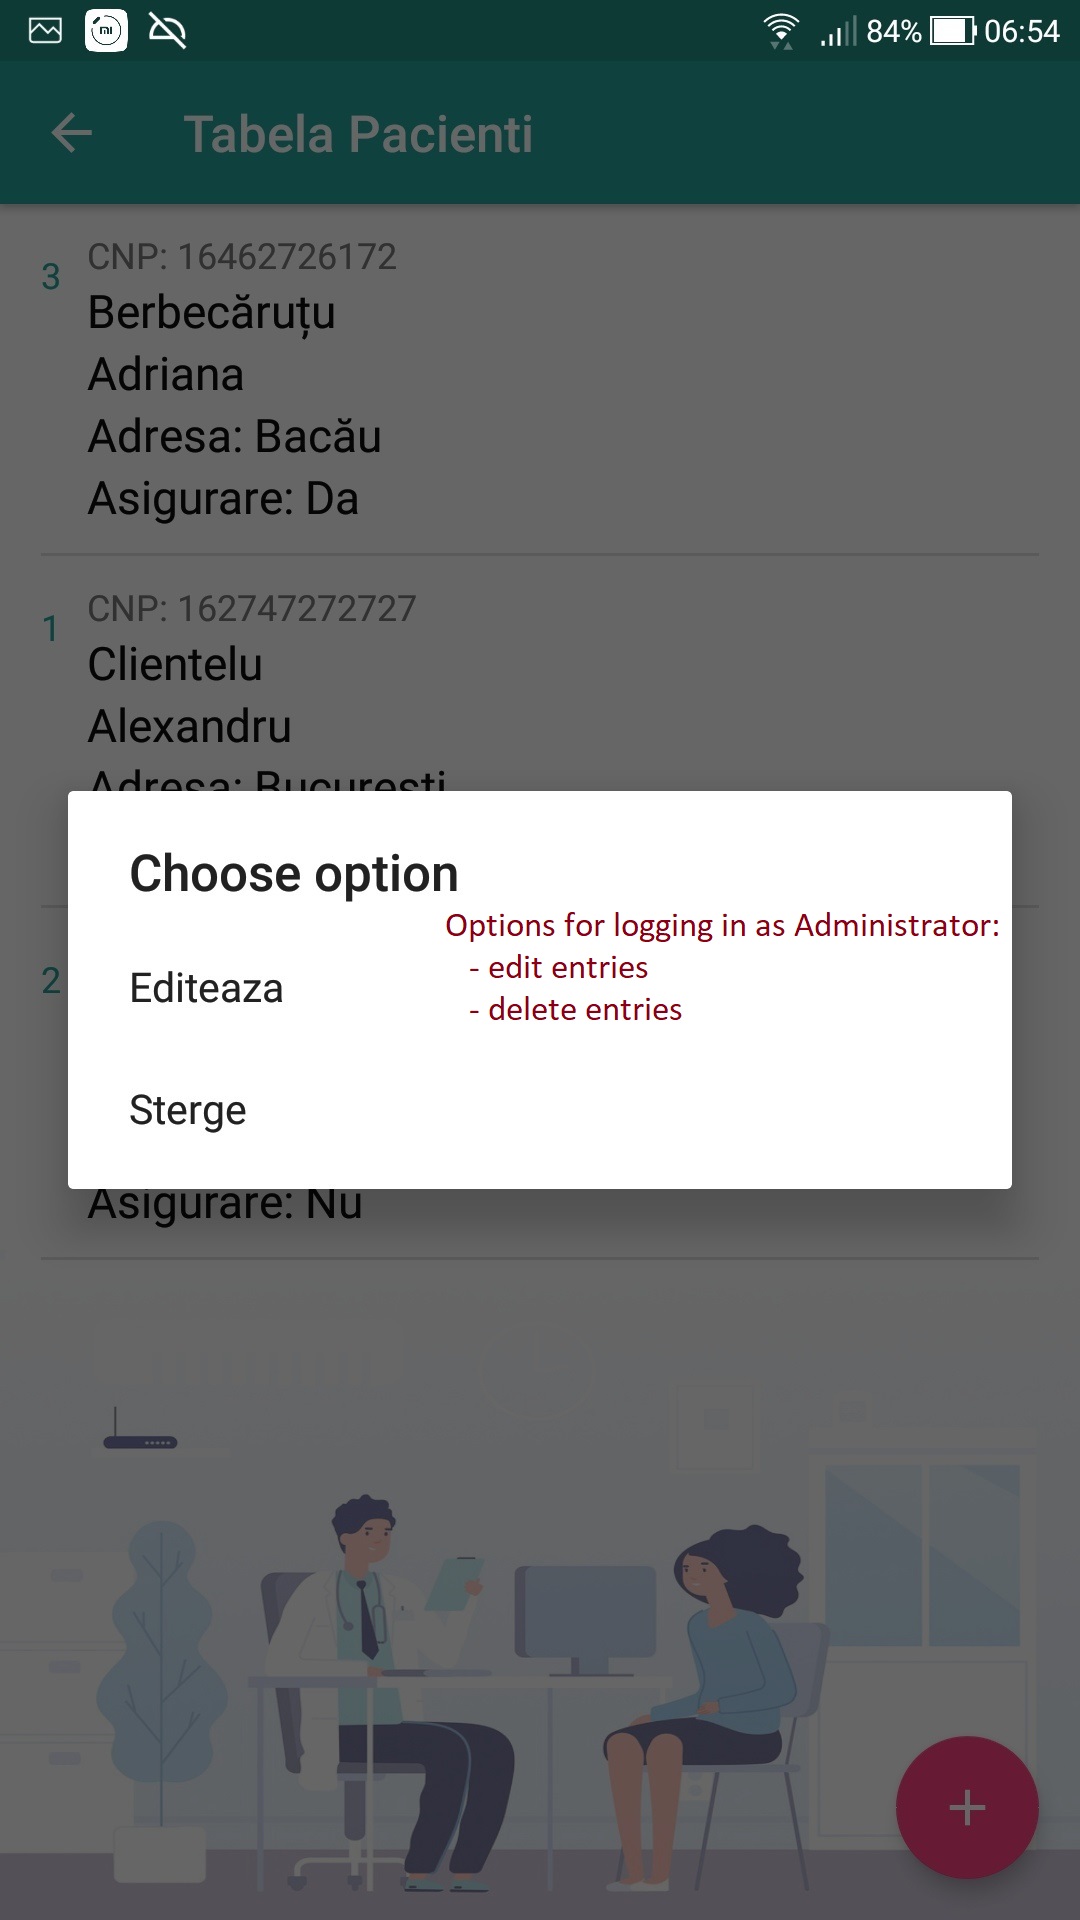 84% 06:54
Tabela Pacienti
3 CNP: 16462726172
Berbecăruțu
Adriana
Adresa: Bacău
Asigurare: Da
1 CNP: 162747272727
Clientelu
Alexandru
Adresa: Bucuresti
Choose option
Options for logging in as Administrator:
- edit entries
- delete entries
2
Editeaza
Sterge
Asigurare: Nu
+